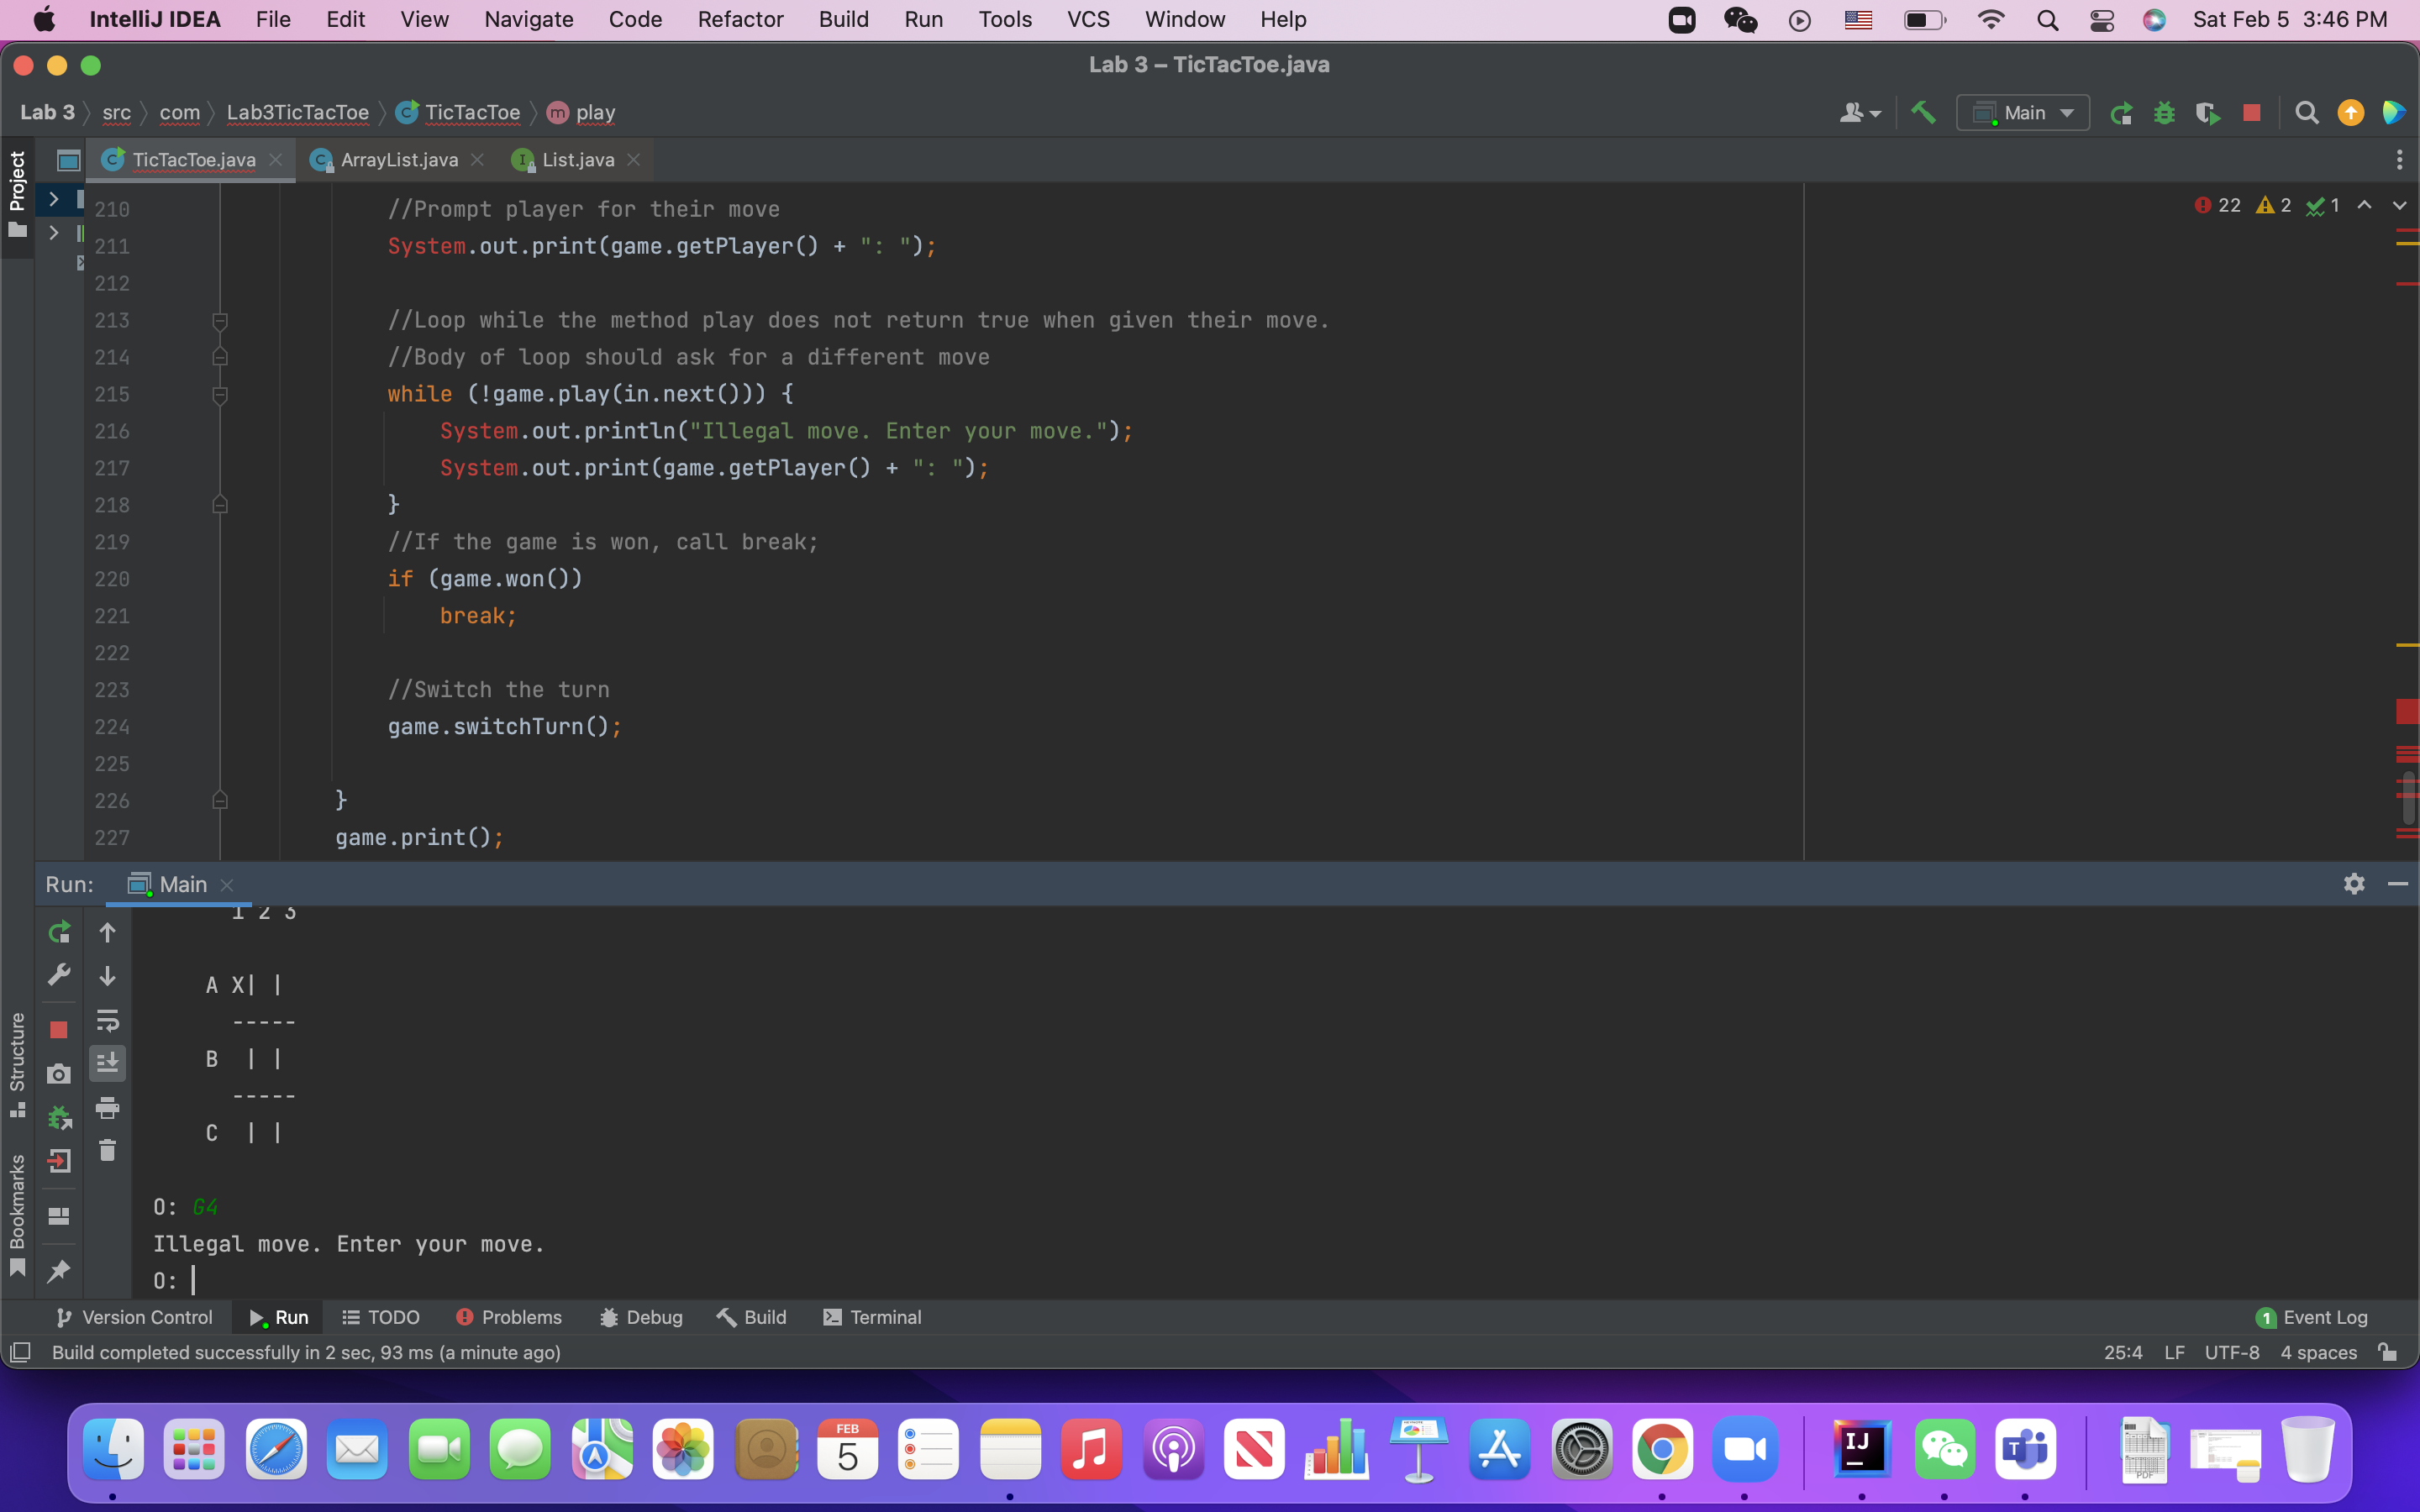 IntelliJ IDEA File Edit View Navigate Code Refactor Build Run Tools VCS Window Help Sat Feb 5 3:46 PM
Lab 3 – TicTacToe.java
Lab 3 src com Lab3TicTacToe TicTacToe m play Main
Project
TicTacToe.java ArrayList.java List.java
22 2 1
210 //Prompt player for their move
211 System.out.print(game.getPlayer() + ": ");
212
213 //Loop while the method play does not return true when given their move.
214 //Body of loop should ask for a different move
215 while (!game.play(in.next())) {
216 System.out.println("Illegal move. Enter your move.");
217 System.out.print(game.getPlayer() + ": ");
218 }
219 //If the game is won, call break;
220 if (game.won())
221 break;
222
223 //Switch the turn
224 game.switchTurn();
225
226 }
227 game.print();
Run: Main
1 2 3
A X| |
-----
B | |
-----
C | |
O: G4
Illegal move. Enter your move.
O:
Structure
Bookmarks
Version Control Run TODO Problems Debug Build Terminal 1 Event Log
Build completed successfully in 2 sec, 93 ms (a minute ago) 25:4 LF UTF-8 4 spaces
FEB
5
IJ
T
PDF